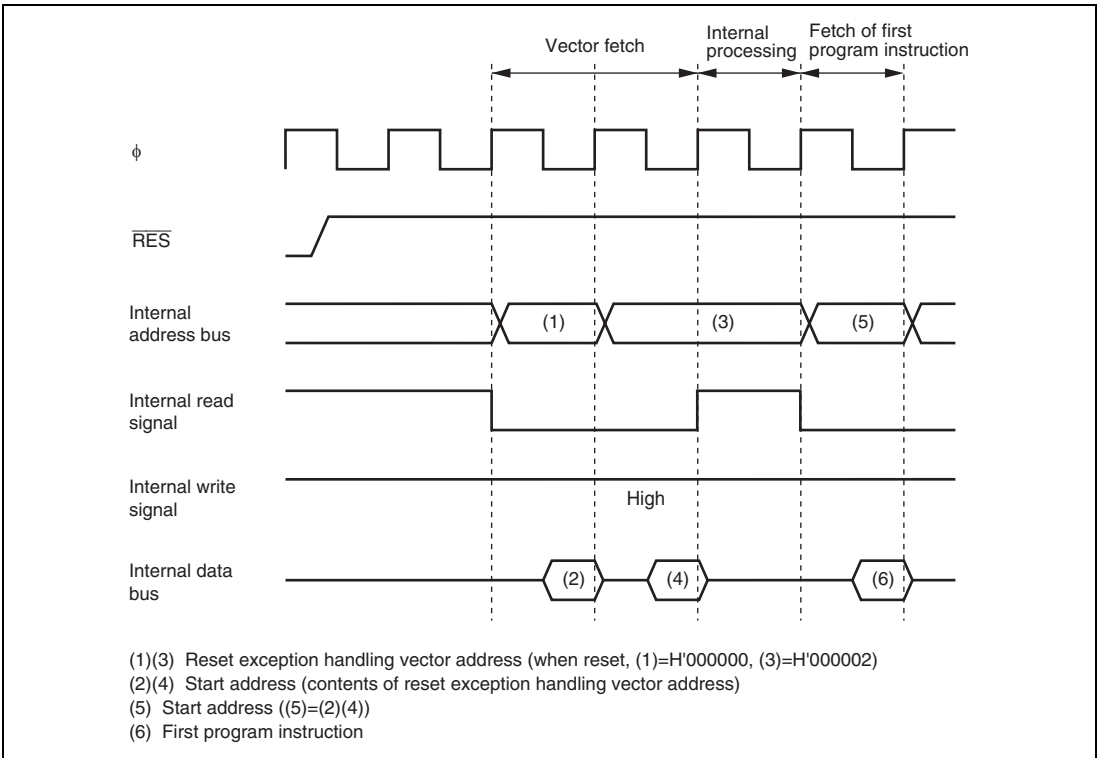 Vector fetch
Internal
processing
Fetch of first
program instruction
ϕ
R̅E̅S̅
Internal
address bus
(1)
(3)
(5)
Internal read
signal
Internal write
signal
High
Internal data
bus
(2)
(4)
(6)
(1)(3) Reset exception handling vector address (when reset, (1)=H'000000, (3)=H'000002)
(2)(4) Start address (contents of reset exception handling vector address)
(5) Start address ((5)=(2)(4))
(6) First program instruction